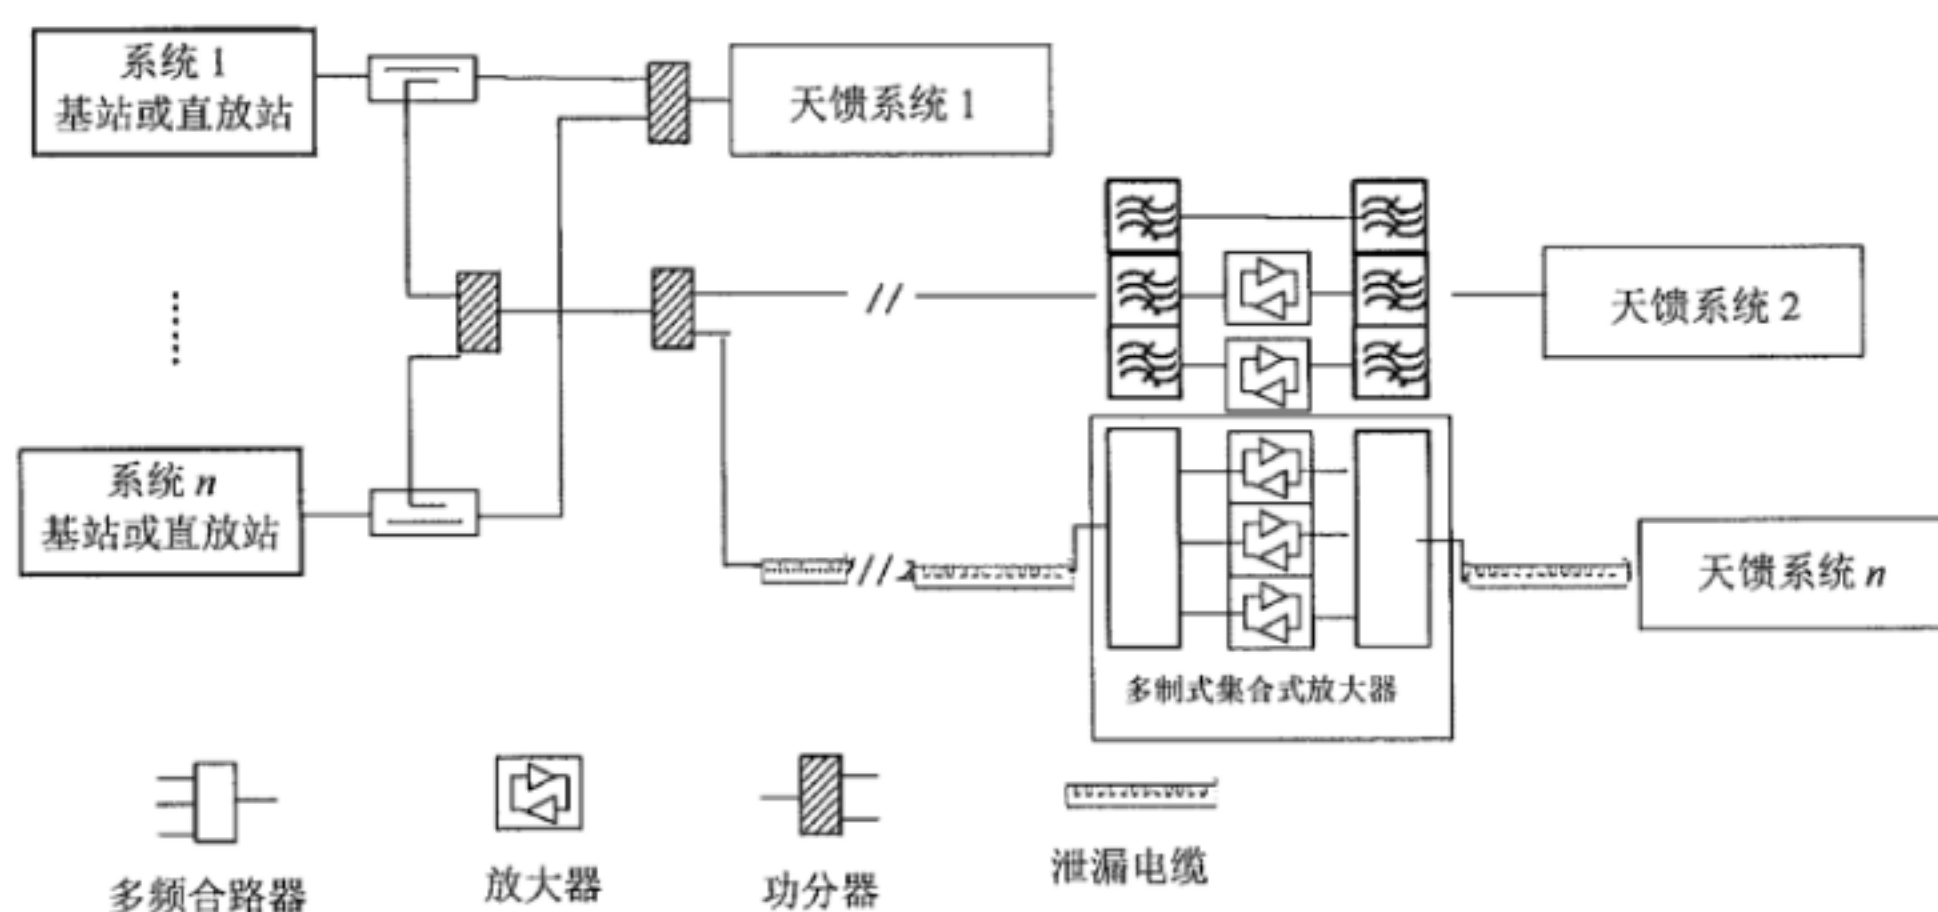 系统 1
基站或直放站
天馈系统 1
天馈系统 2
系统 n
基站或直放站
天馈系统 n
多制式集合式放大器
多频合路器
放大器
功分器
泄漏电缆